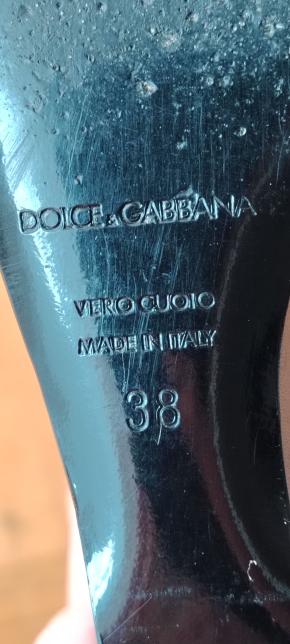 DOLCE&GABBANA
VERO CUOIO
MADE IN ITALY
38